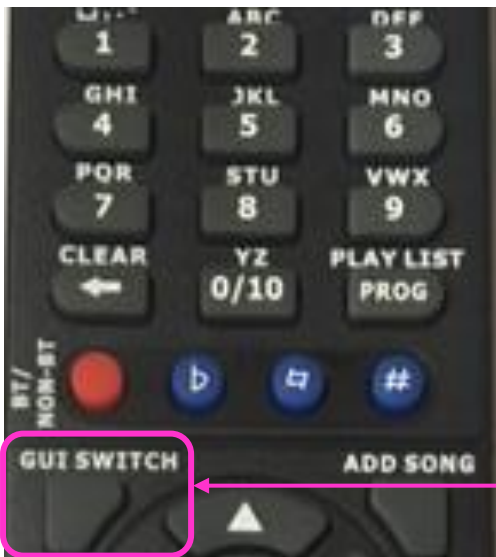 ABC DEF
1 2 3
GHI JKL MNO
4 5 6
PQR STU VWX
7 8 9
CLEAR YZ PLAY LIST
0/10 PROG
BT/
NON-BT
♭ ♮ #
GUI SWITCH ADD SONG